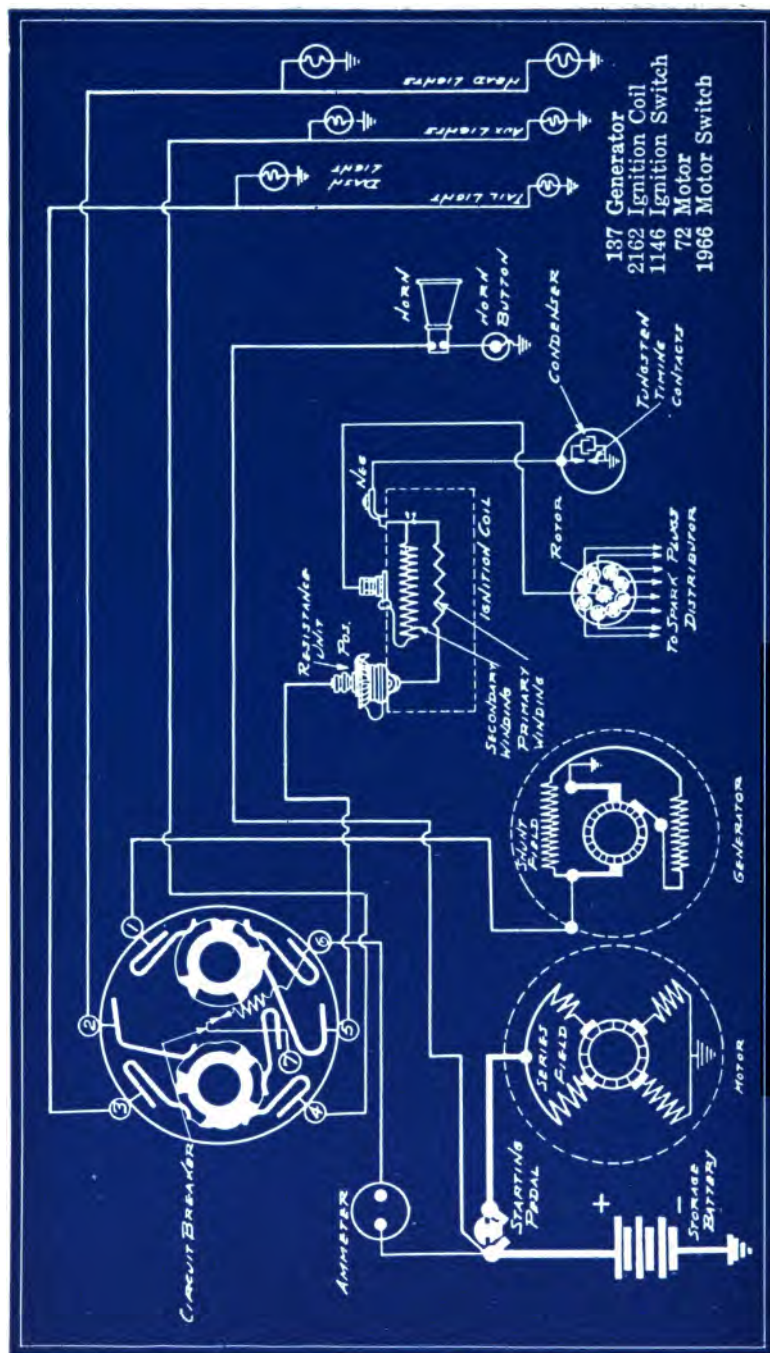 HEAD LIGHTS
AUX LIGHTS
DASH
LIGHT
TAIL LIGHT
137 Generator
2162 Ignition Coil
1146 Ignition Switch
72 Motor
1966 Motor Switch
HORN
HORN
BUTTON
CONDENSER
TUNGSTEN
TIMING
CONTACTS
NEG
RESISTANCE
UNIT
POS.
IGNITION COIL
SECONDARY
WINDING
PRIMARY
WINDING
ROTOR
TO SPARK PLUGS
DISTRIBUTOR
1
2
3
4
5
6
7
CIRCUIT BREAKER
AMMETER
SHUNT
FIELD
GENERATOR
SERIES
FIELD
MOTOR
STARTING
PEDAL
+
-
STORAGE
BATTERY